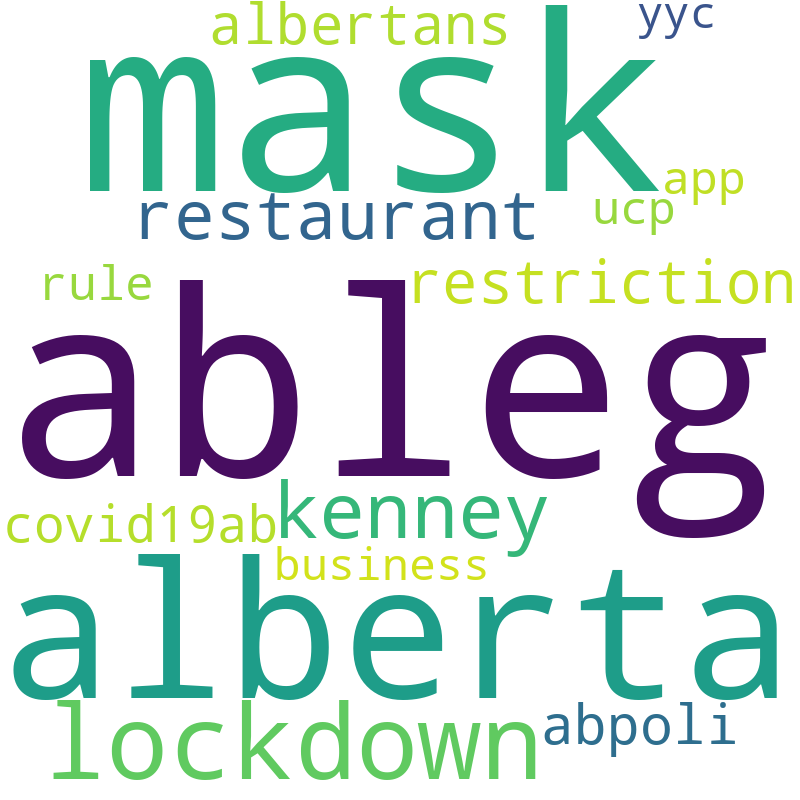 albertans
yyc
mask
app
restaurant
ucp
rule
restriction
ableg
covid19ab
kenney
business
alberta
lockdown
abpoli